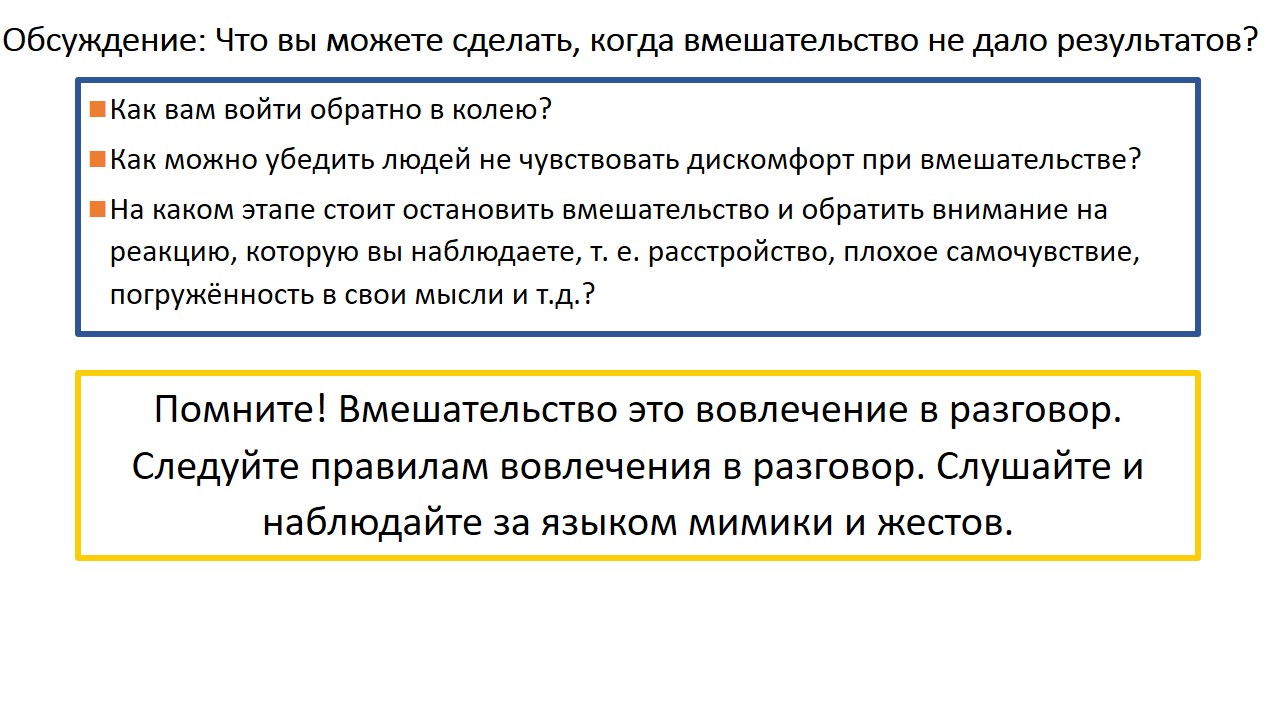 Обсуждение: Что вы можете сделать, когда вмешательство не дало результатов?
Как вам войти обратно в колею?
Как можно убедить людей не чувствовать дискомфорт при вмешательстве?
На каком этапе стоит остановить вмешательство и обратить внимание на
реакцию, которую вы наблюдаете, т. е. расстройство, плохое самочувствие,
погружённость в свои мысли и т.д.?
Помните! Вмешательство это вовлечение в разговор.
Следуйте правилам вовлечения в разговор. Слушайте и
наблюдайте за языком мимики и жестов.